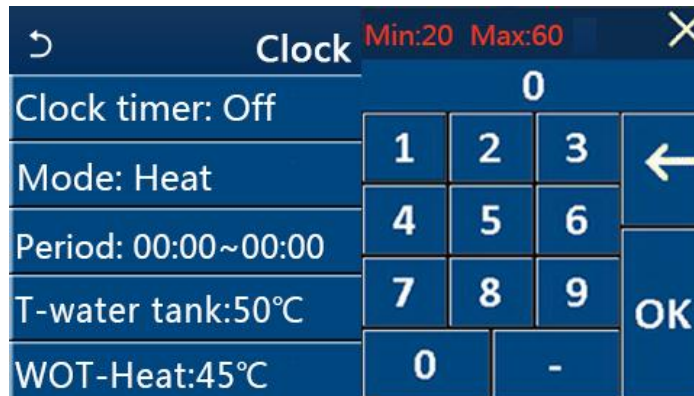 Clock
Clock timer: Off
Mode: Heat
Period: 00:00~00:00
T-water tank:50℃
WOT-Heat:45℃
Min:20 Max:60
0
1 2 3
4 5 6
7 8 9
0 -
OK